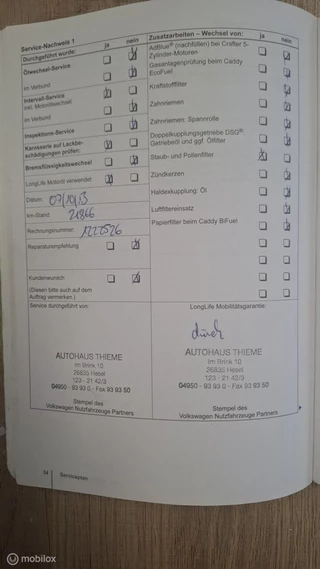 Service-Nachweis 1 ja nein
Durchgeführt wurde:
Ölwechsel-Service
im Verbund
Intervall-Service
inkl. Motorölwechsel
im Verbund
Inspektions-Service
Karosserie auf Lackbe-
schädigungen prüfen:
Bremsflüssigkeitswechsel
LongLife Motoröl verwendet
Datum: 07/10/13
km-Stand: 21866
Rechnungsnummer: 1222526
Reparaturempfehlung
Kundenwunsch
(Diesen bitte auch auf dem
Auftrag vermerken.)
Service durchgeführt von:
AUTOHAUS THIEME
Im Brink 10
26835 Hesel
123 - 21 42/3
04950 - 93 93 0 - Fax 93 93 50
Stempel des
Volkswagen Nutzfahrzeuge Partners
Zusatzarbeiten – Wechsel von: ja nein
AdBlue® (nachfüllen) bei Crafter 5-
Zylinder-Motoren
Gasanlagenprüfung beim Caddy
EcoFuel
Kraftstofffilter
Zahnriemen
Zahnriemen: Spannrolle
Doppelkupplungsgetriebe DSG®:
Getriebeöl und ggf. Ölfilter
Staub- und Pollenfilter
Zündkerzen
Haldexkupplung: Öl
Luftfiltereinsatz
Papierfilter beim Caddy BiFuel
LongLife Mobilitätsgarantie
durch
AUTOHAUS THIEME
Im Brink 10
26835 Hesel
123 - 21 42/3
04950 - 93 93 0 - Fax 93 93 50
Stempel des
Volkswagen Nutzfahrzeuge Partners
54 Serviceplan
mobilox